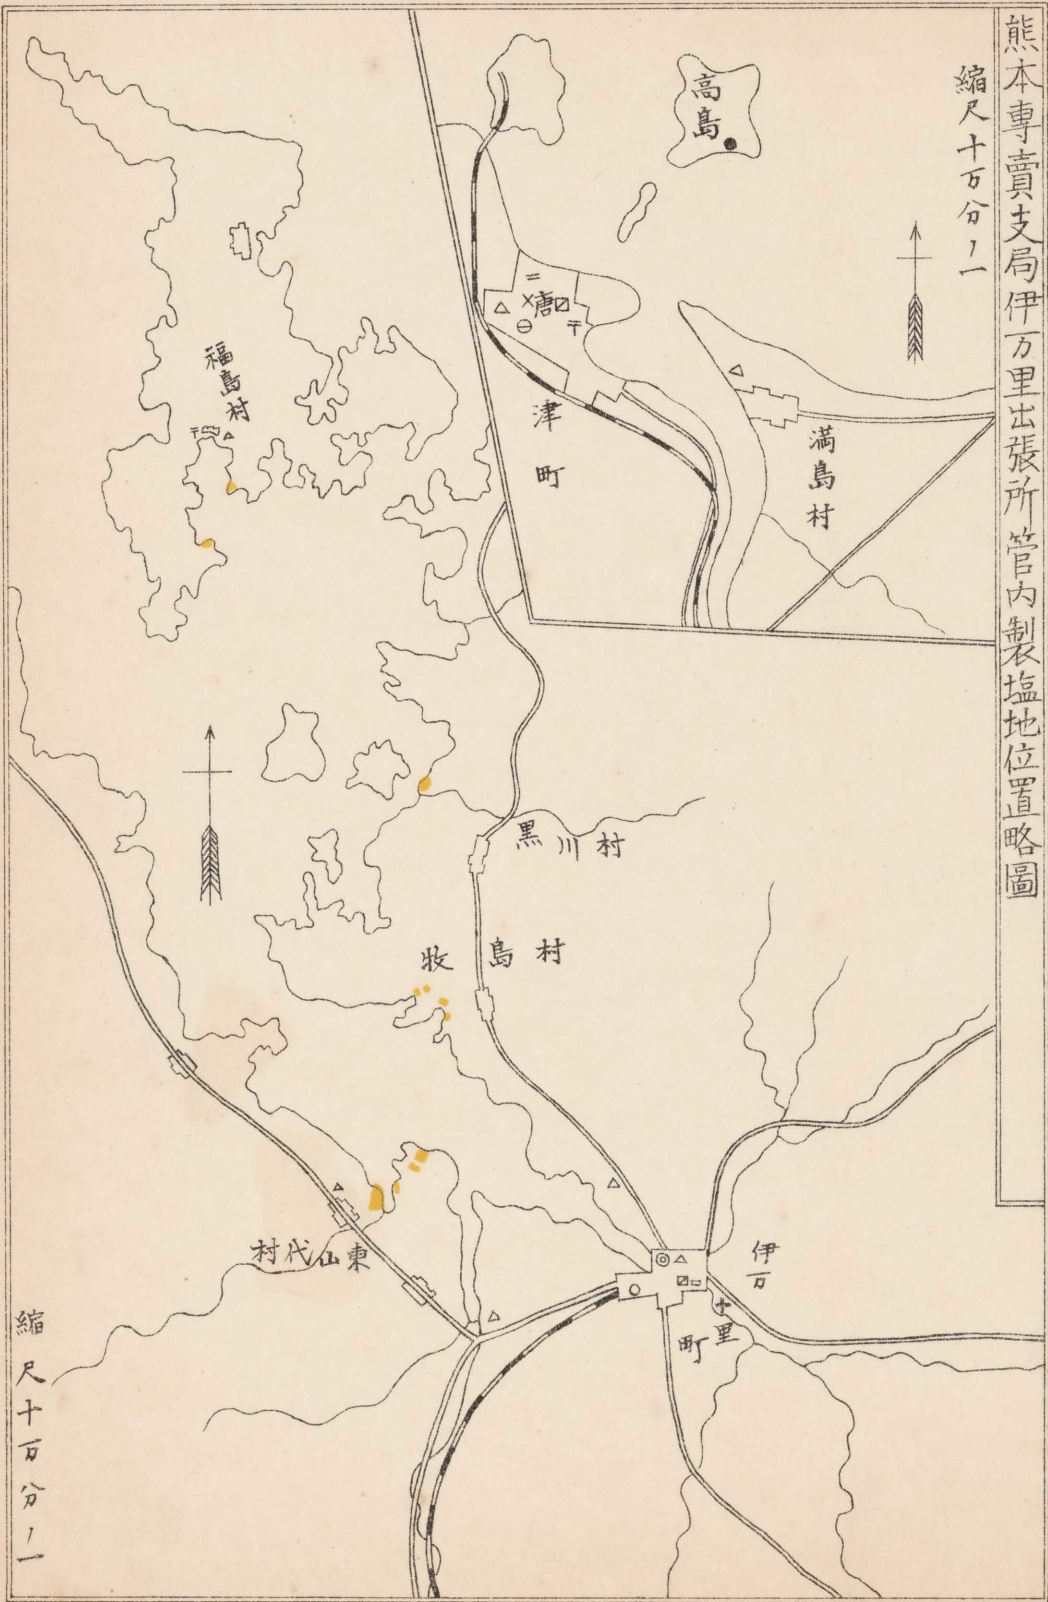 熊本專賣支局伊万里出張所管内製塩地位置略圖
縮尺十万分ノ一
高島
唐津町
満島村
福島村
黒川村
牧島村
東山代村
伊万里町
縮尺十万分ノ一